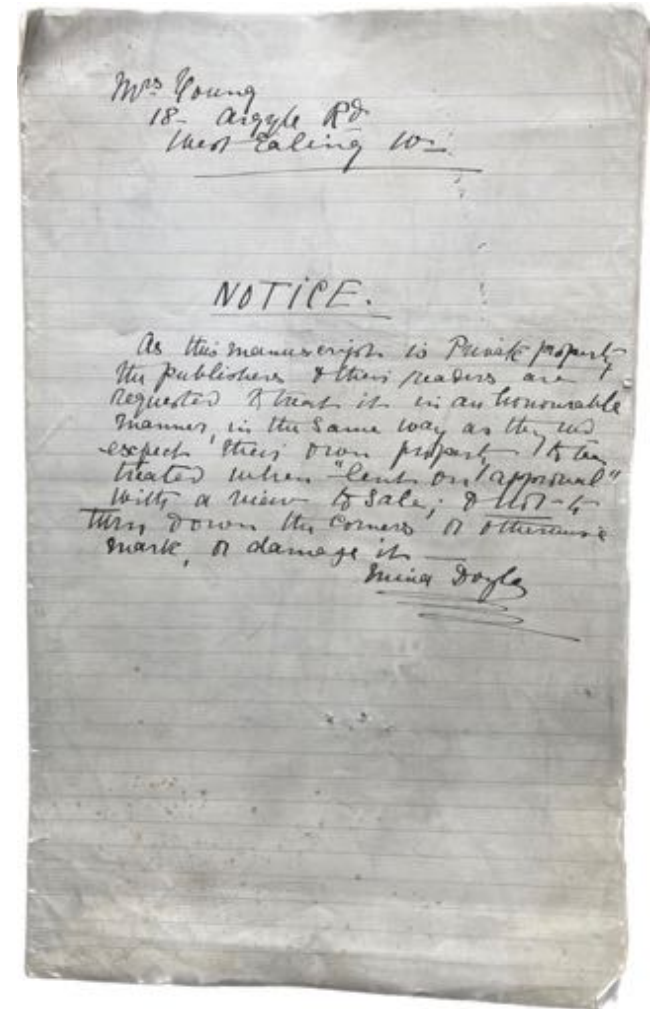 Mrs Young
18- Argyle Rd
West Ealing W-
NOTICE.
As this manuscript is Private property
the publishers & their readers are
requested to treat it in an honourable
manner, in the same way as they wd
expect their own property to be
treated when "lent on approval"
with a view to sale; & not to
turn down the corners or otherwise
mark, or damage it —
Mina Doyle